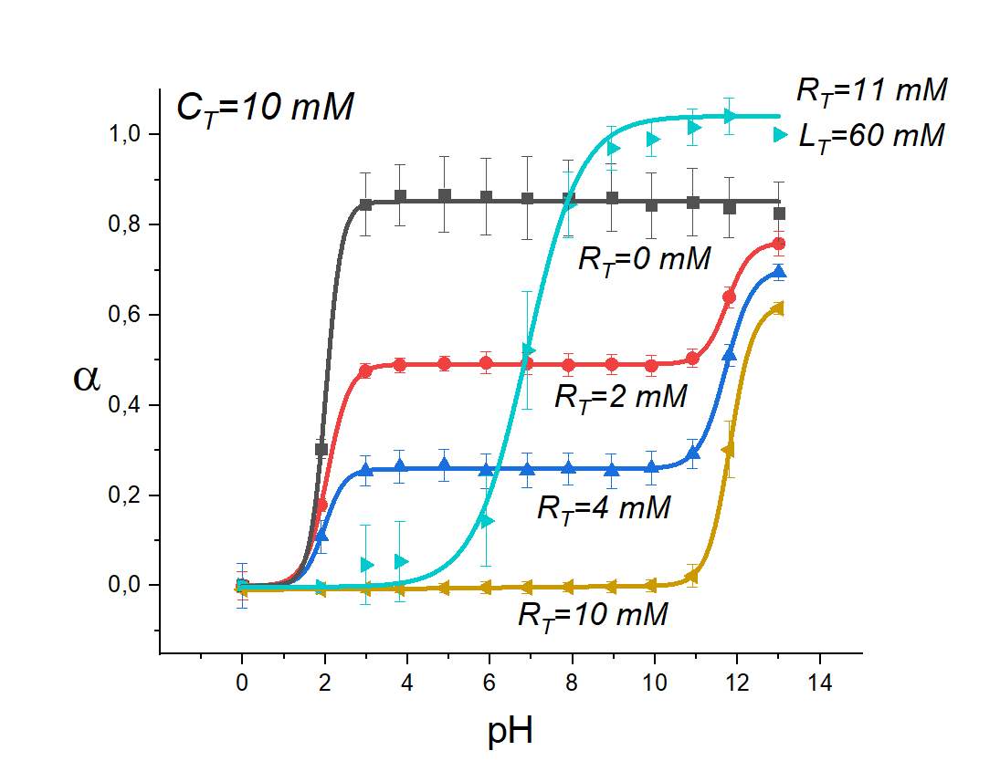 R_T=11 mM
C_T=10 mM
L_T=60 mM
1,0
0,8
R_T=0 mM
0,6
α
R_T=2 mM
0,4
R_T=4 mM
0,2
0,0
R_T=10 mM
0 2 4 6 8 10 12 14
pH